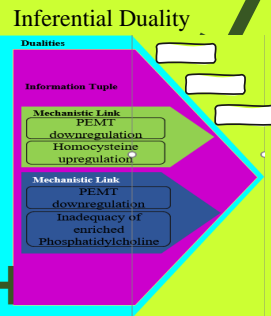 Inferential Duality
Dualities
Information Tuple
Mechanistic Link
PEMT
downregulation
Homocysteine
upregulation
Mechanistic Link
PEMT
downregulation
Inadequacy of
enriched
Phosphatidylcholine